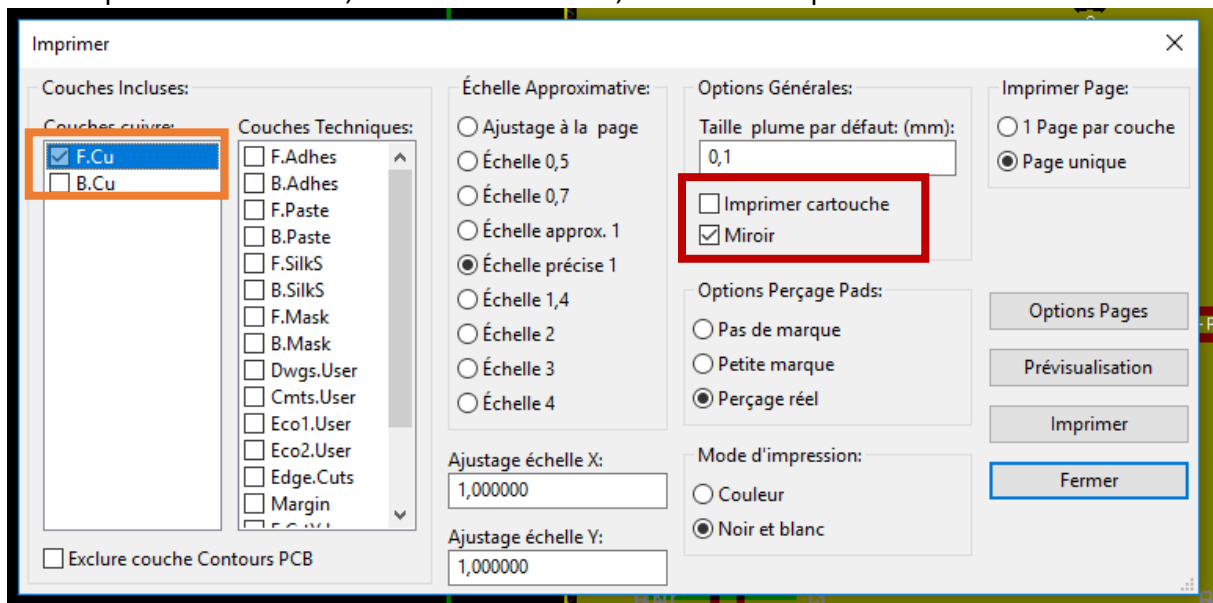 Imprimer
Couches Incluses:
Couches cuivre:
F.Cu
B.Cu
Couches Techniques:
F.Adhes
B.Adhes
F.Paste
B.Paste
F.SilkS
B.SilkS
F.Mask
B.Mask
Dwgs.User
Cmts.User
Eco1.User
Eco2.User
Edge.Cuts
Margin
Exclure couche Contours PCB
Échelle Approximative:
Ajustage à la page
Échelle 0,5
Échelle 0,7
Échelle approx. 1
Échelle précise 1
Échelle 1,4
Échelle 2
Échelle 3
Échelle 4
Ajustage échelle X:
1,000000
Ajustage échelle Y:
1,000000
Options Générales:
Taille plume par défaut: (mm):
0,1
Imprimer cartouche
Miroir
Options Perçage Pads:
Pas de marque
Petite marque
Perçage réel
Mode d'impression:
Couleur
Noir et blanc
Imprimer Page:
1 Page par couche
Page unique
Options Pages
Prévisualisation
Imprimer
Fermer